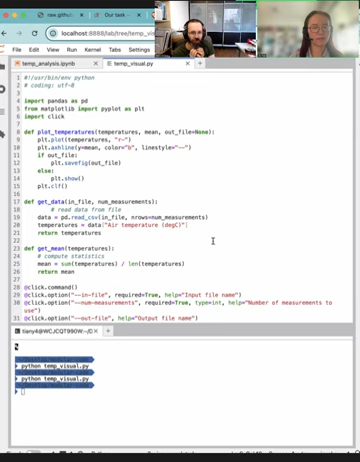 raw.github
Our task —
localhost:8888/lab/tree/temp_vis
File Edit View Run Kernel Tabs Settings
temp_analysis.ipynb
temp_visual.py
1 #!/usr/bin/env python
2 # coding: utf-8
3
4 import pandas as pd
5 from matplotlib import pyplot as plt
6 import click
7
8 def plot_temperatures(temperatures, mean, out_file=None):
9 plt.plot(temperatures, "r-")
10 plt.axhline(y=mean, color="b", linestyle="--")
11 if out_file:
12 plt.savefig(out_file)
13 else:
14 plt.show()
15 plt.clf()
16
17 def get_data(in_file, num_measurements):
18 # read data from file
19 data = pd.read_csv(in_file, nrows=num_measurements)
20 temperatures = data["Air temperature (degC)"]
21 return temperatures
22
23 def get_mean(temperatures):
24 # compute statistics
25 mean = sum(temperatures) / len(temperatures)
26 return mean
27
28 @click.command()
29 @click.option("--in-file", required=True, help="Input file name")
30 @click.option("--num-measurements", required=True, type=int, help="Number of measurements to
use")
31 @click.option("--out-file", help="Output file name")
python temp_visual.py
python temp_visual.py